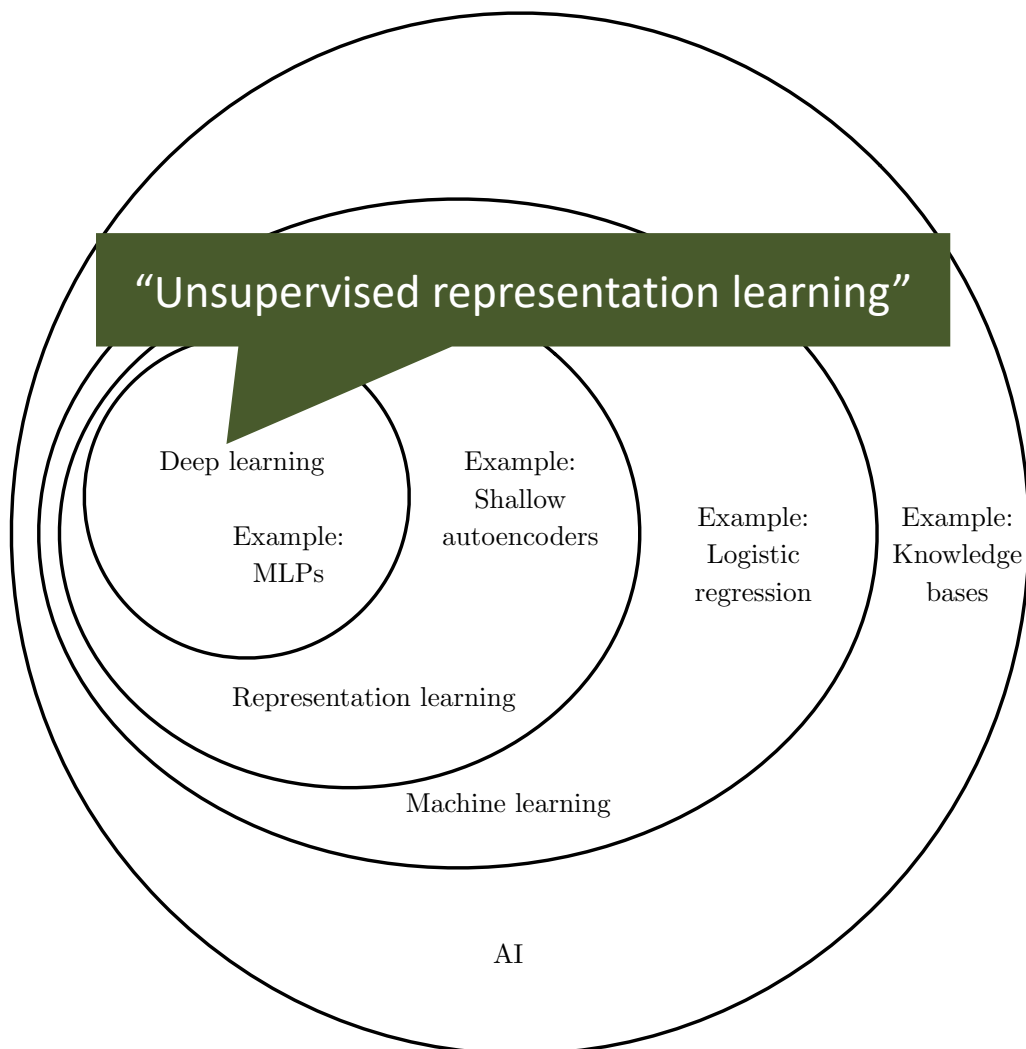 “Unsupervised representation learning”
Deep learning
Example:
MLPs
Example:
Shallow
autoencoders
Example:
Logistic
regression
Example:
Knowledge
bases
Representation learning
Machine learning
AI